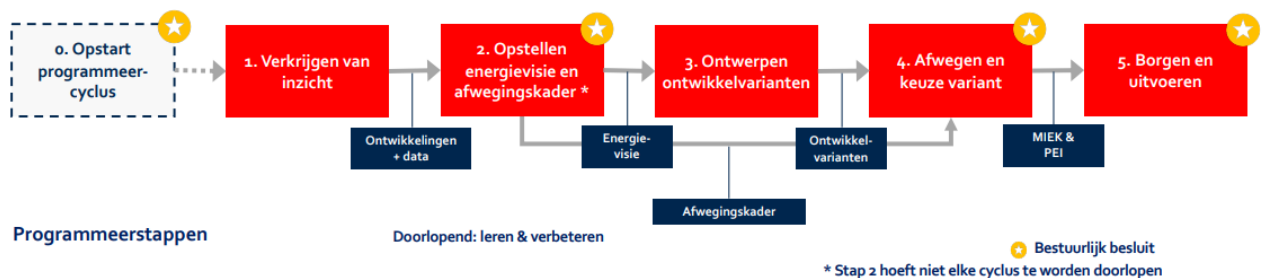 0. Opstart
programmeer-
cyclus
1. Verkrijgen van
inzicht
2. Opstellen
energievisie en
afwegingskader *
3. Ontwerpen
ontwikkelvarianten
4. Afwegen en
keuze variant
5. Borgen en
uitvoeren
Ontwikkelingen
+ data
Energie-
visie
Ontwikkel-
varianten
MIEK &
PEI
Afwegingskader
Programmeerstappen
Doorlopend: leren & verbeteren
Bestuurlijk besluit
* Stap 2 hoeft niet elke cyclus te worden doorlopen